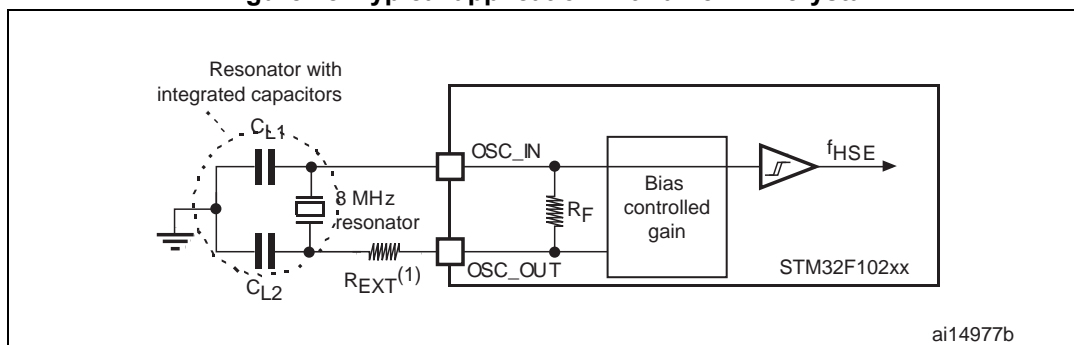 Resonator with
integrated capacitors
CL1
OSC_IN
fHSE
8 MHz
resonator
RF
Bias
controlled
gain
STM32F102xx
OSC_OUT
REXT(1)
CL2
ai14977b